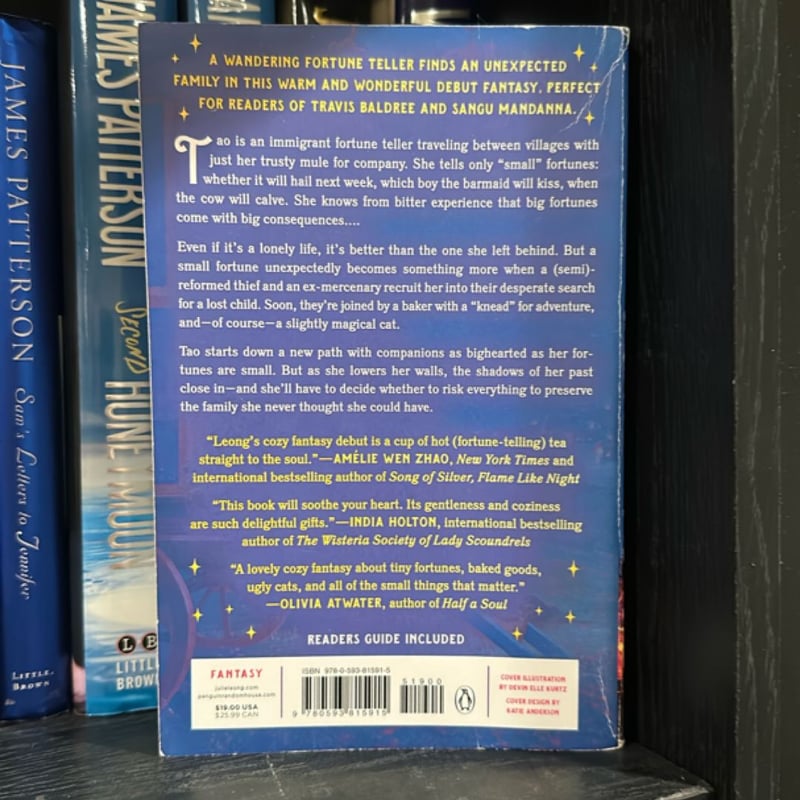 JAMES PATTERSON Sam's Letters to Jennifer
LITTLE, BROWN
JAMES PATTERSON
SECOND HONEYMOON
LITTL
BROWN
A WANDERING FORTUNE TELLER FINDS AN UNEXPECTED
FAMILY IN THIS WARM AND WONDERFUL DEBUT FANTASY. PERFECT
FOR READERS OF TRAVIS BALDREE AND SANGU MANDANNA.
Tao is an immigrant fortune teller traveling between villages with
just her trusty mule for company. She tells only “small” fortunes:
whether it will hail next week, which boy the barmaid will kiss, when
the cow will calve. She knows from bitter experience that big fortunes
come with big consequences....
Even if it’s a lonely life, it’s better than the one she left behind. But a
small fortune unexpectedly becomes something more when a (semi)-
reformed thief and an ex-mercenary recruit her into their desperate search
for a lost child. Soon, they’re joined by a baker with a “knead” for adventure,
and—of course—a slightly magical cat.
Tao starts down a new path with companions as bighearted as her for-
tunes are small. But as she lowers her walls, the shadows of her past
close in—and she’ll have to decide whether to risk everything to preserve
the family she never thought she could have.
“Leong’s cozy fantasy debut is a cup of hot (fortune-telling) tea
straight to the soul.”—AMÉLIE WEN ZHAO, New York Times and
international bestselling author of Song of Silver, Flame Like Night
“This book will soothe your heart. Its gentleness and coziness
are such delightful gifts.”—INDIA HOLTON, international bestselling
author of The Wisteria Society of Lady Scoundrels
“A lovely cozy fantasy about tiny fortunes, baked goods,
ugly cats, and all of the small things that matter.”
—OLIVIA ATWATER, author of Half a Soul
READERS GUIDE INCLUDED
FANTASY
julieleong.com
penguinrandomhouse.com
$19.00 USA
$25.99 CAN
ISBN 978-0-593-81591-5
51900
9 780593 815915
COVER ILLUSTRATION
BY DEVIN ELLE KURTZ
COVER DESIGN BY
KATIE ANDERSON